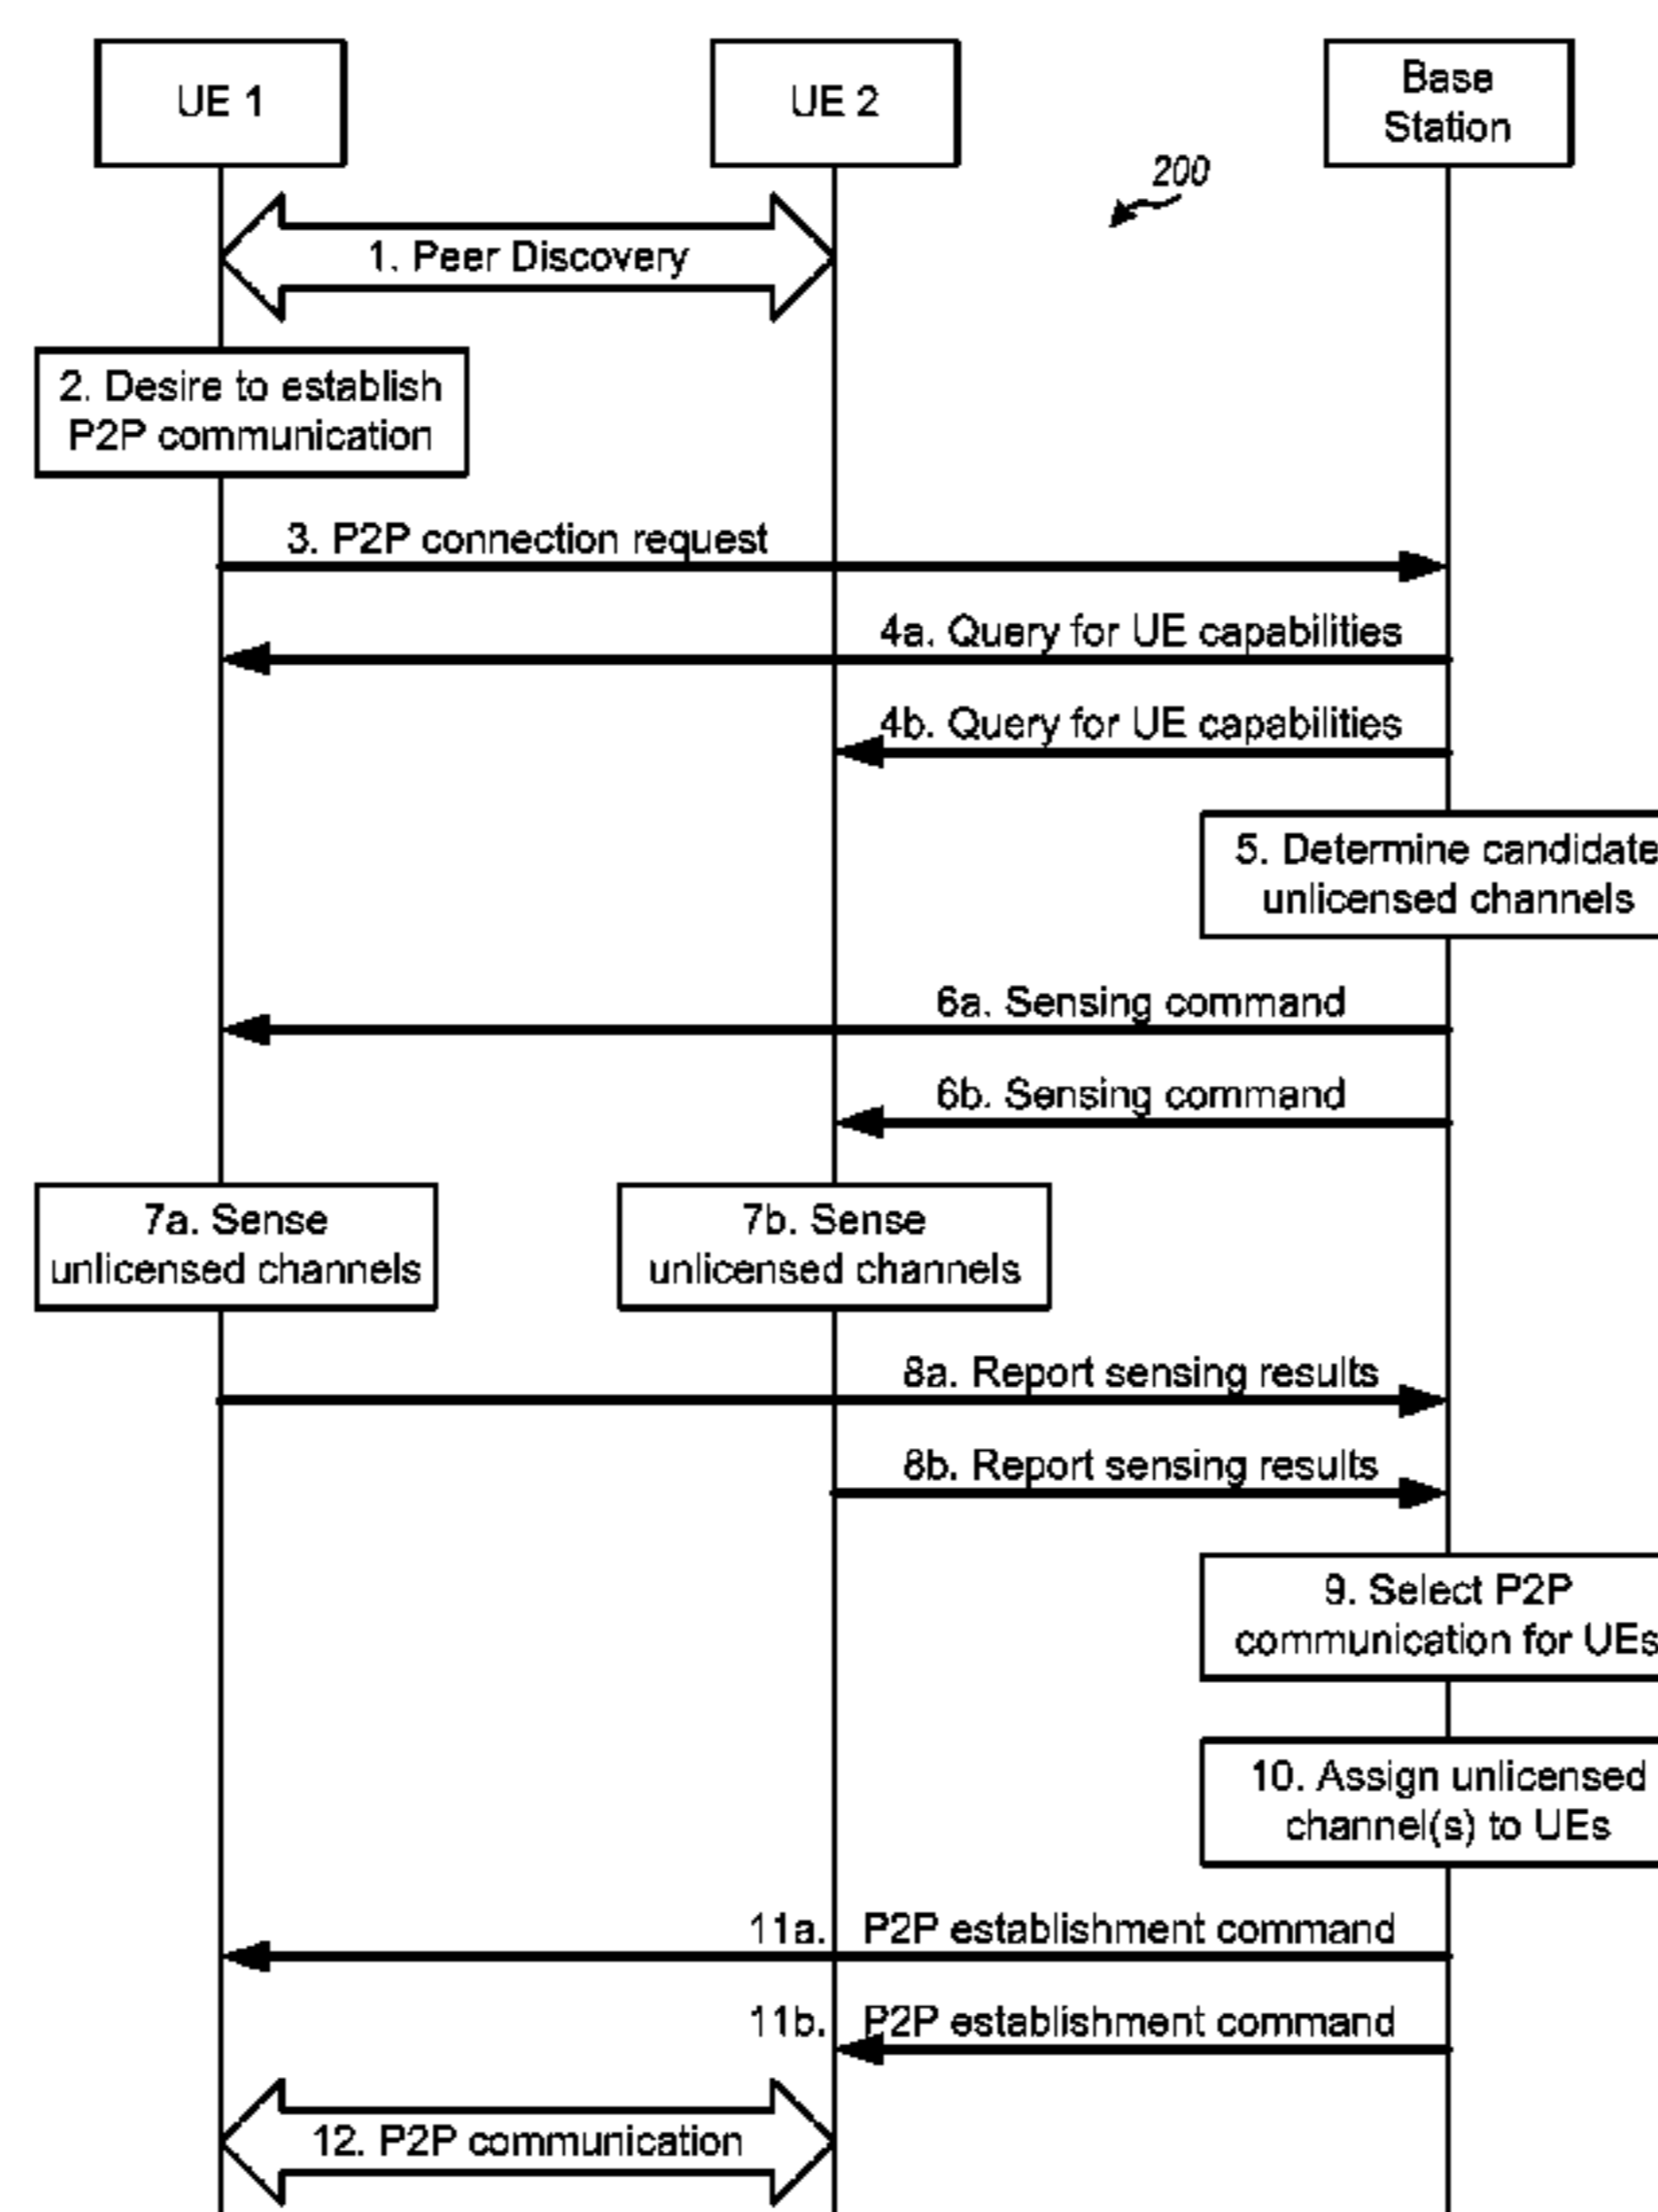 UE 1
UE 2
Base
Station
200
1. Peer Discovery
2. Desire to establish
P2P communication
3. P2P connection request
4a. Query for UE capabilities
4b. Query for UE capabilities
5. Determine candidate
unlicensed channels
6a. Sensing command
6b. Sensing command
7a. Sense
unlicensed channels
7b. Sense
unlicensed channels
8a. Report sensing results
8b. Report sensing results
9. Select P2P
communication for UEs
10. Assign unlicensed
channel(s) to UEs
11a. P2P establishment command
11b. P2P establishment command
12. P2P communication